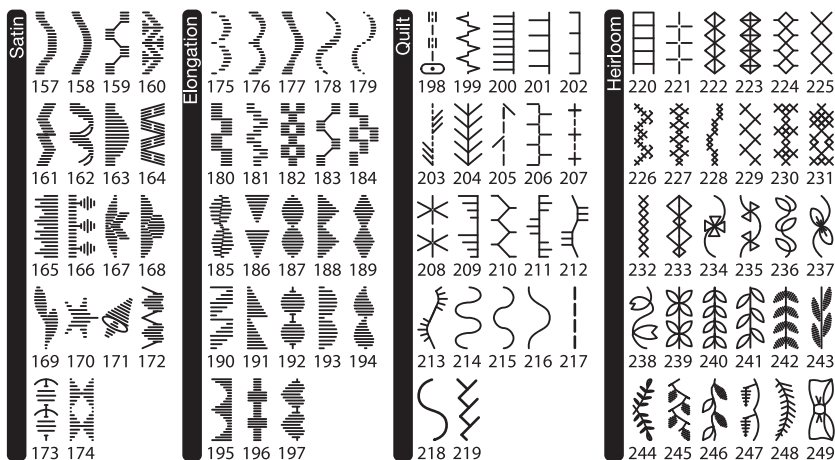 Satin
157 158 159 160
161 162 163 164
165 166 167 168
169 170 171 172
173 174
Elongation
175 176 177 178 179
180 181 182 183 184
185 186 187 188 189
190 191 192 193 194
195 196 197
Quilt
198 199 200 201 202
203 204 205 206 207
208 209 210 211 212
213 214 215 216 217
218 219
Heirloom
220 221 222 223 224 225
226 227 228 229 230 231
232 233 234 235 236 237
238 239 240 241 242 243
244 245 246 247 248 249